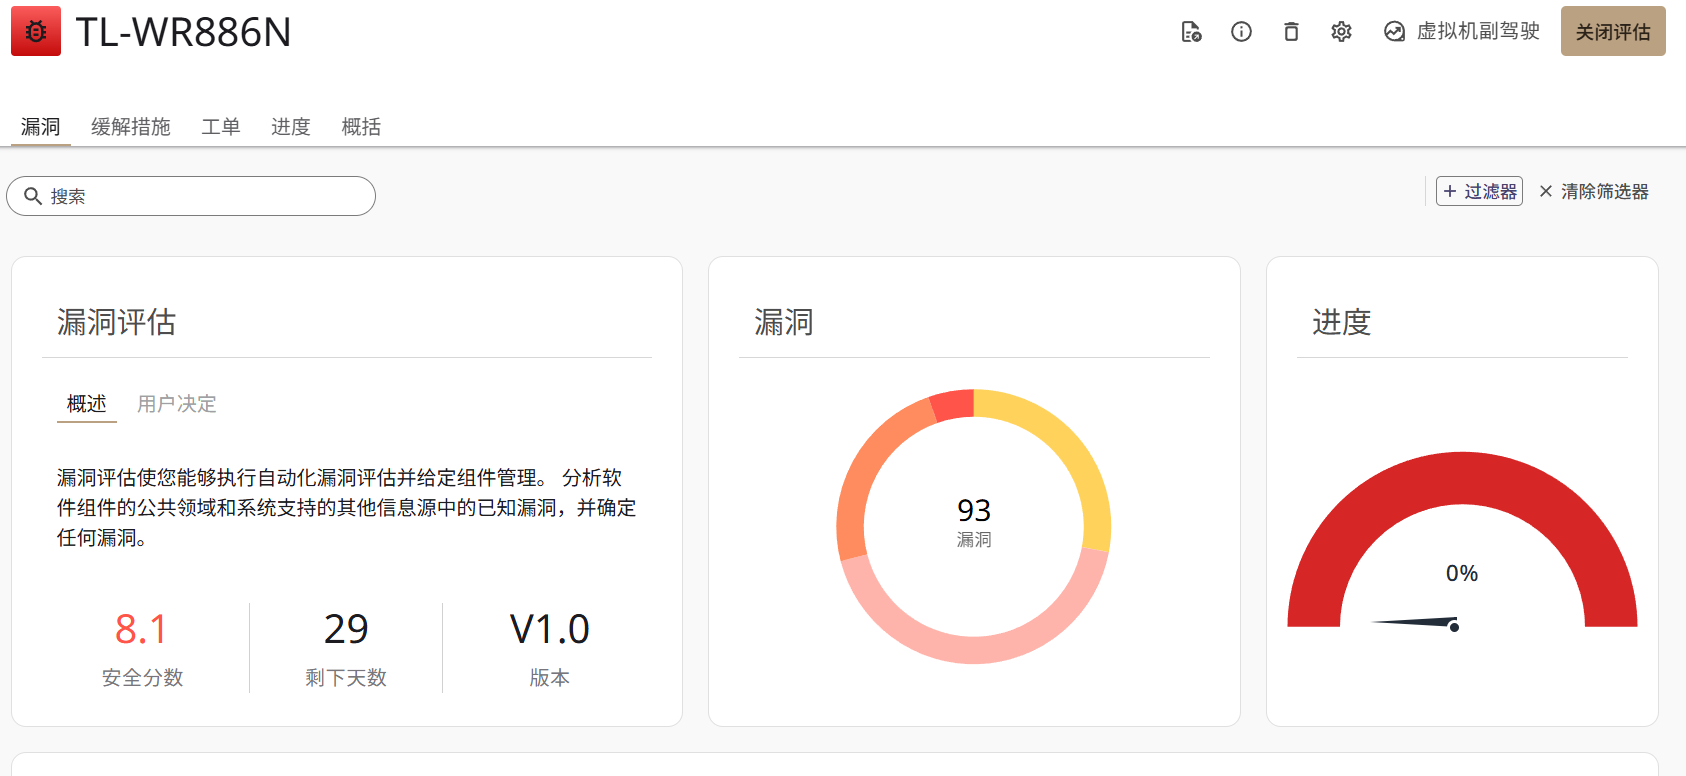 TL-WR886N
虚拟机副驾驶
关闭评估
漏洞
缓解措施
工单
进度
概括
搜索
+ 过滤器
× 清除筛选器
漏洞评估
概述
用户决定
漏洞评估使您能够执行自动化漏洞评估并给定组件管理。 分析软
件组件的公共领域和系统支持的其他信息源中的已知漏洞，并确定
任何漏洞。
8.1
安全分数
29
剩下天数
V1.0
版本
漏洞
93
漏洞
进度
0%